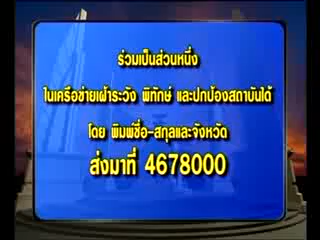 ร่วมเป็นส่วนหนึ่ง
ในเครือข่ายเฝ้าระวัง พิทักษ์ และปกป้องสถาบันได้
โดย พิมพ์ชื่อ-สกุลและจังหวัด
ส่งมาที่ 4678000